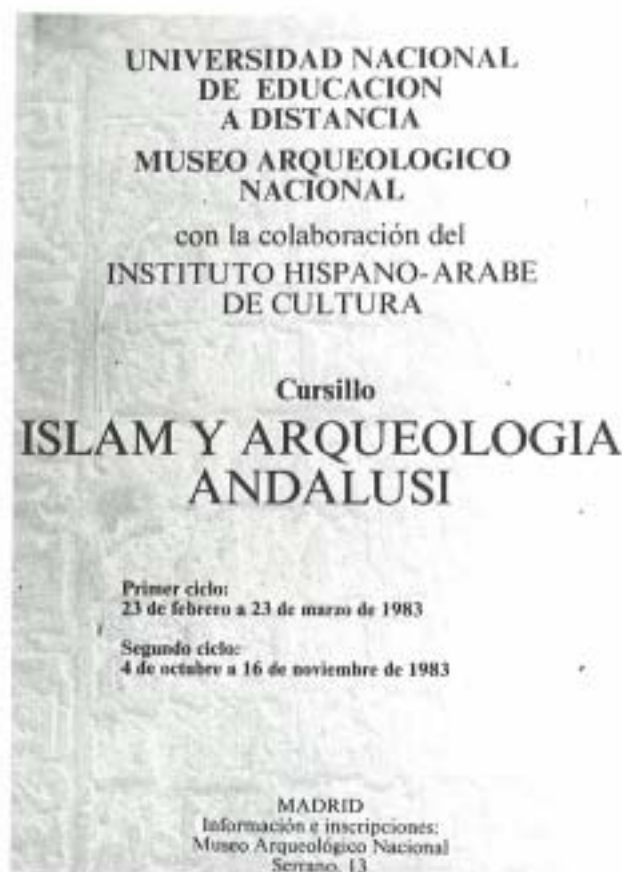 UNIVERSIDAD NACIONAL
DE EDUCACION
A DISTANCIA
MUSEO ARQUEOLOGICO
NACIONAL
con la colaboración del
INSTITUTO HISPANO-ARABE
DE CULTURA
Cursillo
ISLAM Y ARQUEOLOGIA
ANDALUSI
Primer ciclo:
23 de febrero a 23 de marzo de 1983
Segundo ciclo:
4 de octubre a 16 de noviembre de 1983
MADRID
Información e inscripciones:
Museo Arqueológico Nacional
Serrano, 13